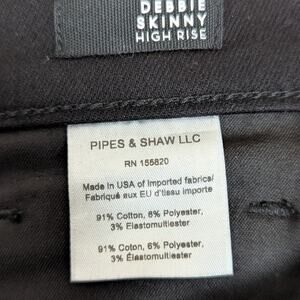 DEBBIE
SKINNY
HIGH RISE
PIPES & SHAW LLC
RN 155820
Made in USA of Imported fabrics/
Fabriqué aux EU d'tissu importe
91% Cotton, 6% Polyester,
3% Elastomultiester
91% Cotton, 6% Polyester,
3% Élastomultiester